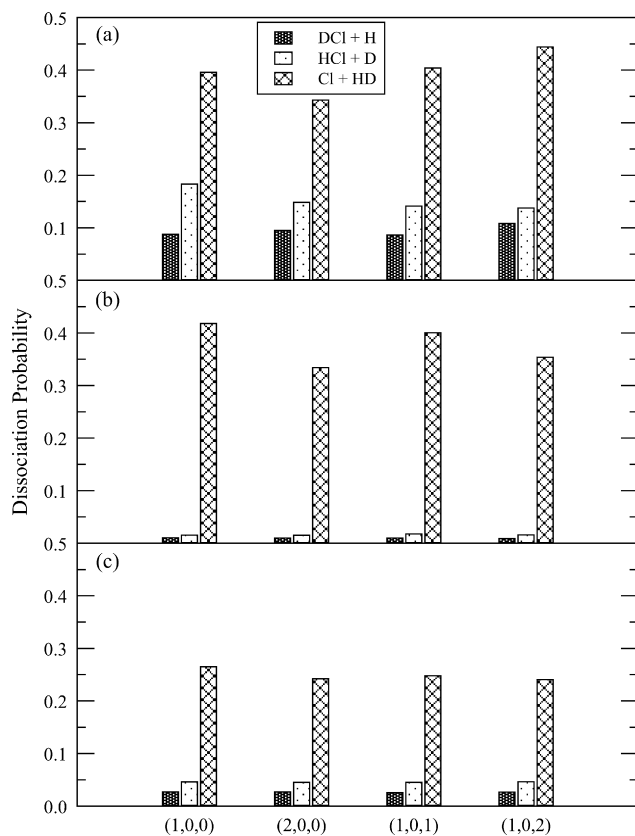 0.5
(a)
DCl + H
HCl + D
Cl + HD
0.4
0.3
0.2
0.1
0.5
(b)
0.4
0.3
0.2
0.1
0.5
(c)
0.4
0.3
0.2
0.1
0.0
Dissociation Probability
(1,0,0) (2,0,0) (1,0,1) (1,0,2)